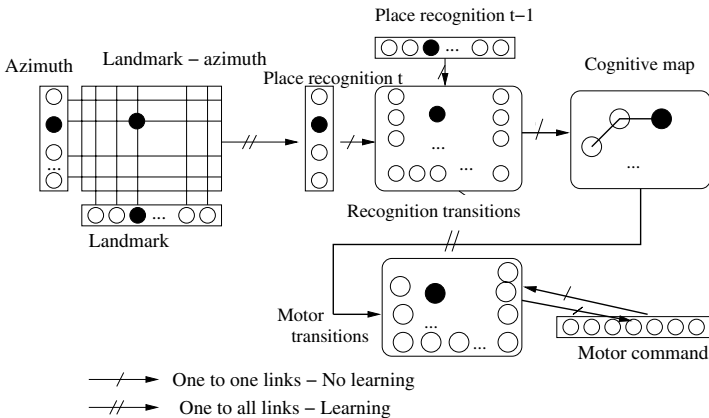 Place recognition t−1
...
Azimuth
Landmark − azimuth
Place recognition t
Cognitive map
...
...
...
...
...
...
Landmark
Recognition transitions
Motor
transitions
...
...
Motor command
One to one links − No learning
One to all links − Learning